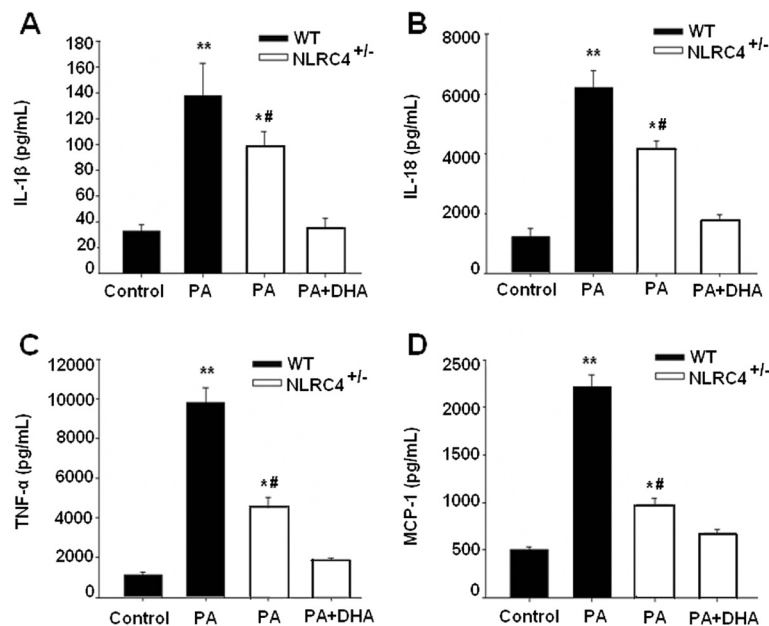 A
WT
NLRC4 +/-
IL-1β (pg/mL)
180
160
140
120
100
80
60
40
20
0
**
*#
Control PA PA PA+DHA
B
WT
NLRC4 +/-
IL-18 (pg/mL)
8000
6000
4000
2000
0
**
*#
Control PA PA PA+DHA
C
WT
NLRC4 +/-
TNF-α (pg/mL)
12000
10000
8000
6000
4000
2000
0
**
*#
Control PA PA PA+DHA
D
WT
NLRC4 +/-
MCP-1 (pg/mL)
2500
2000
1500
1000
500
0
**
*#
Control PA PA PA+DHA